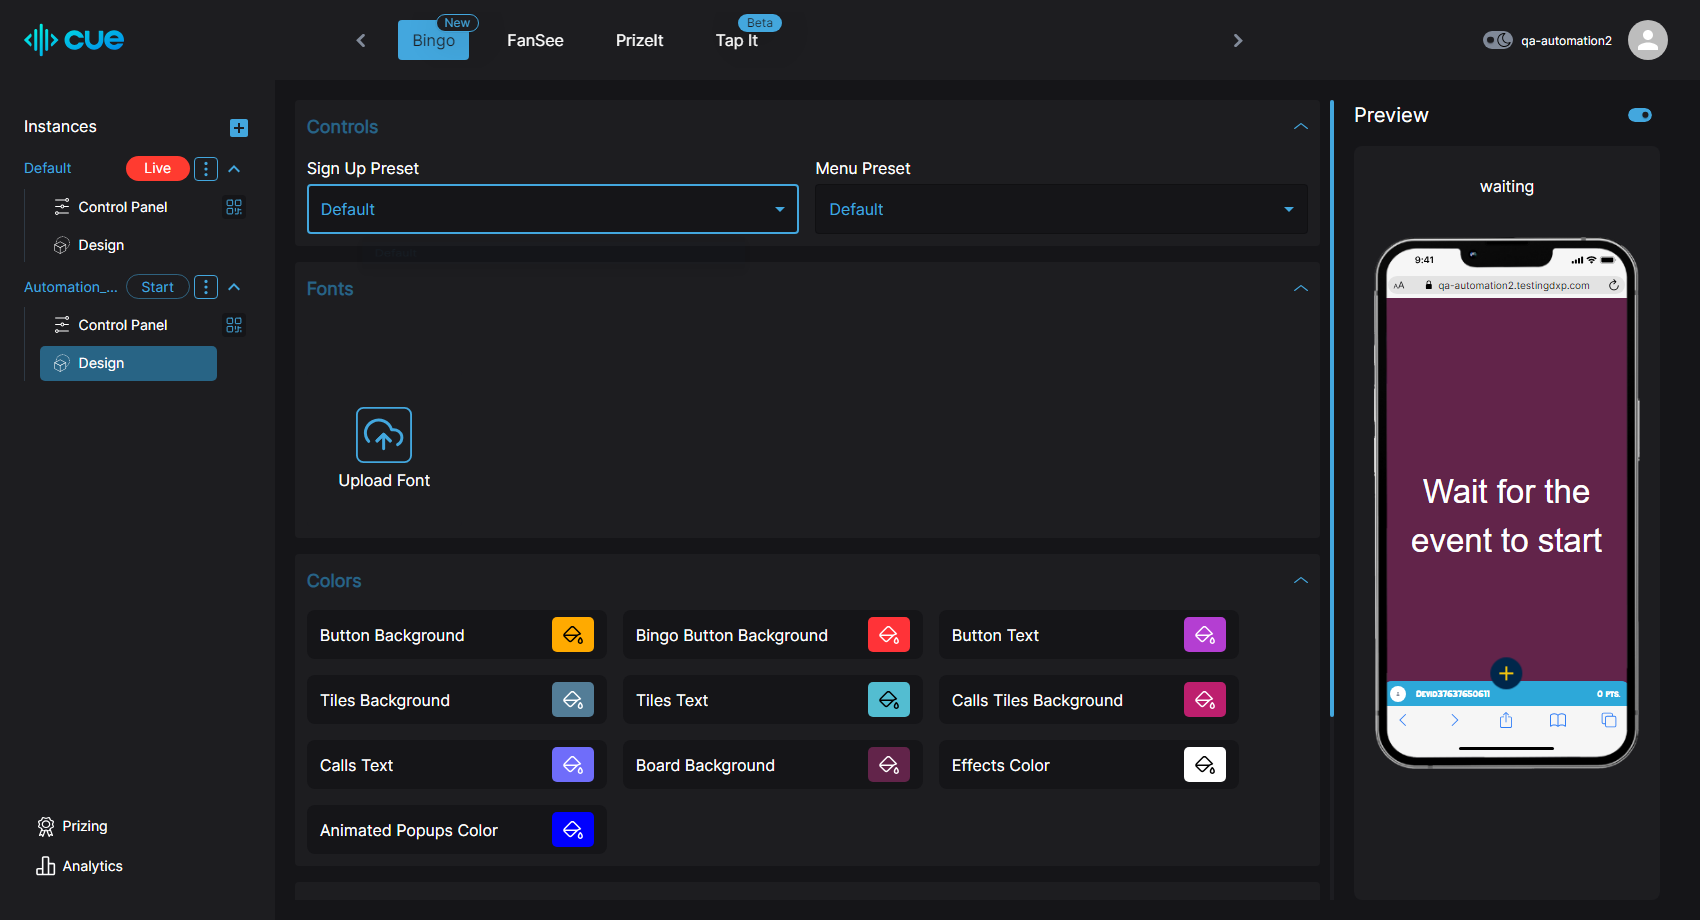 cue
Bingo
New
FanSee
PrizeIt
Tap It
Beta
qa-automation2
Instances
Default
Live
Control Panel
Design
Automation_...
Start
Control Panel
Design
Prizing
Analytics
Controls
Sign Up Preset
Default
Menu Preset
Default
Fonts
Upload Font
Colors
Button Background
Bingo Button Background
Button Text
Tiles Background
Tiles Text
Calls Tiles Background
Calls Text
Board Background
Effects Color
Animated Popups Color
Preview
waiting
9:41
AA
qa-automation2.testingdxp.com
Wait for the
event to start
0 PTS.